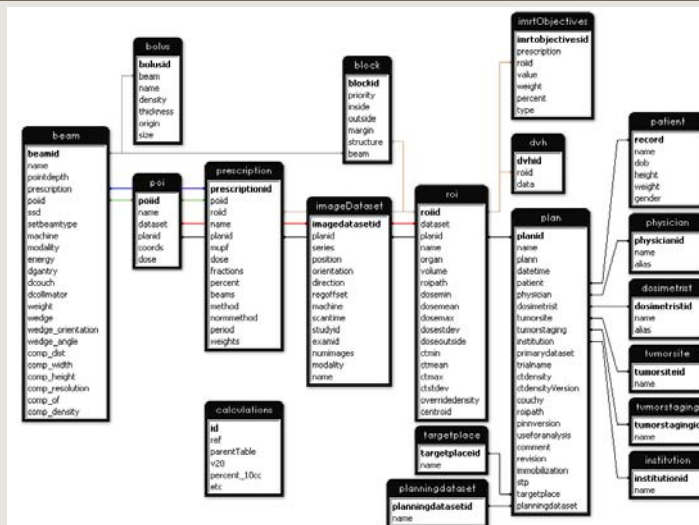 bolus
bolusid
beam
name
density
thickness
origin
size
block
blockid
priority
inside
outside
margin
structure
beam
imrtObjectives
imrtobjectivesid
prescription
roiid
value
weight
percent
type
beam
beamid
name
pointdepth
prescription
poiid
ssd
setbeamtype
machine
modality
energy
dgantry
dcouch
dcollimator
weight
wedge
wedge_orientation
wedge_angle
comp_dist
comp_width
comp_height
comp_resolution
comp_of
comp_density
poi
poiid
name
dataset
planid
coords
dose
prescription
prescriptionid
poiid
roiid
name
planid
mupf
dose
fractions
percent
beams
method
normmethod
period
weights
imageDataset
imagedatasetid
planid
series
position
orientation
direction
regoffset
machine
scantime
studyid
examid
numimages
modality
name
dvh
dvhid
roiid
data
roi
roiid
dataset
planid
name
organ
volume
roipath
dosemin
dosemean
dosemax
dosestdev
doseoutside
ctmin
ctmean
ctmax
ctstdev
overridedensity
centroid
plan
planid
name
plann
datetime
patient
physician
dosimetrist
tumorsite
tumorstaging
institution
primarydataset
trialname
ctdensity
ctdensityVersion
couchy
roipath
pinnversion
useforanalysis
comment
revision
immobilization
stp
targetplace
planningdataset
patient
record
name
dob
height
weight
gender
physician
physicianid
name
alias
dosimetrist
dosimetristid
name
alias
tumorsite
tumorsiteid
name
tumorstaging
tumorstagingid
name
institution
institutionid
name
calculations
id
ref
parentTable
v20
percent_10cc
etc
targetplace
targetplaceid
name
planningdataset
planningdatasetid
name